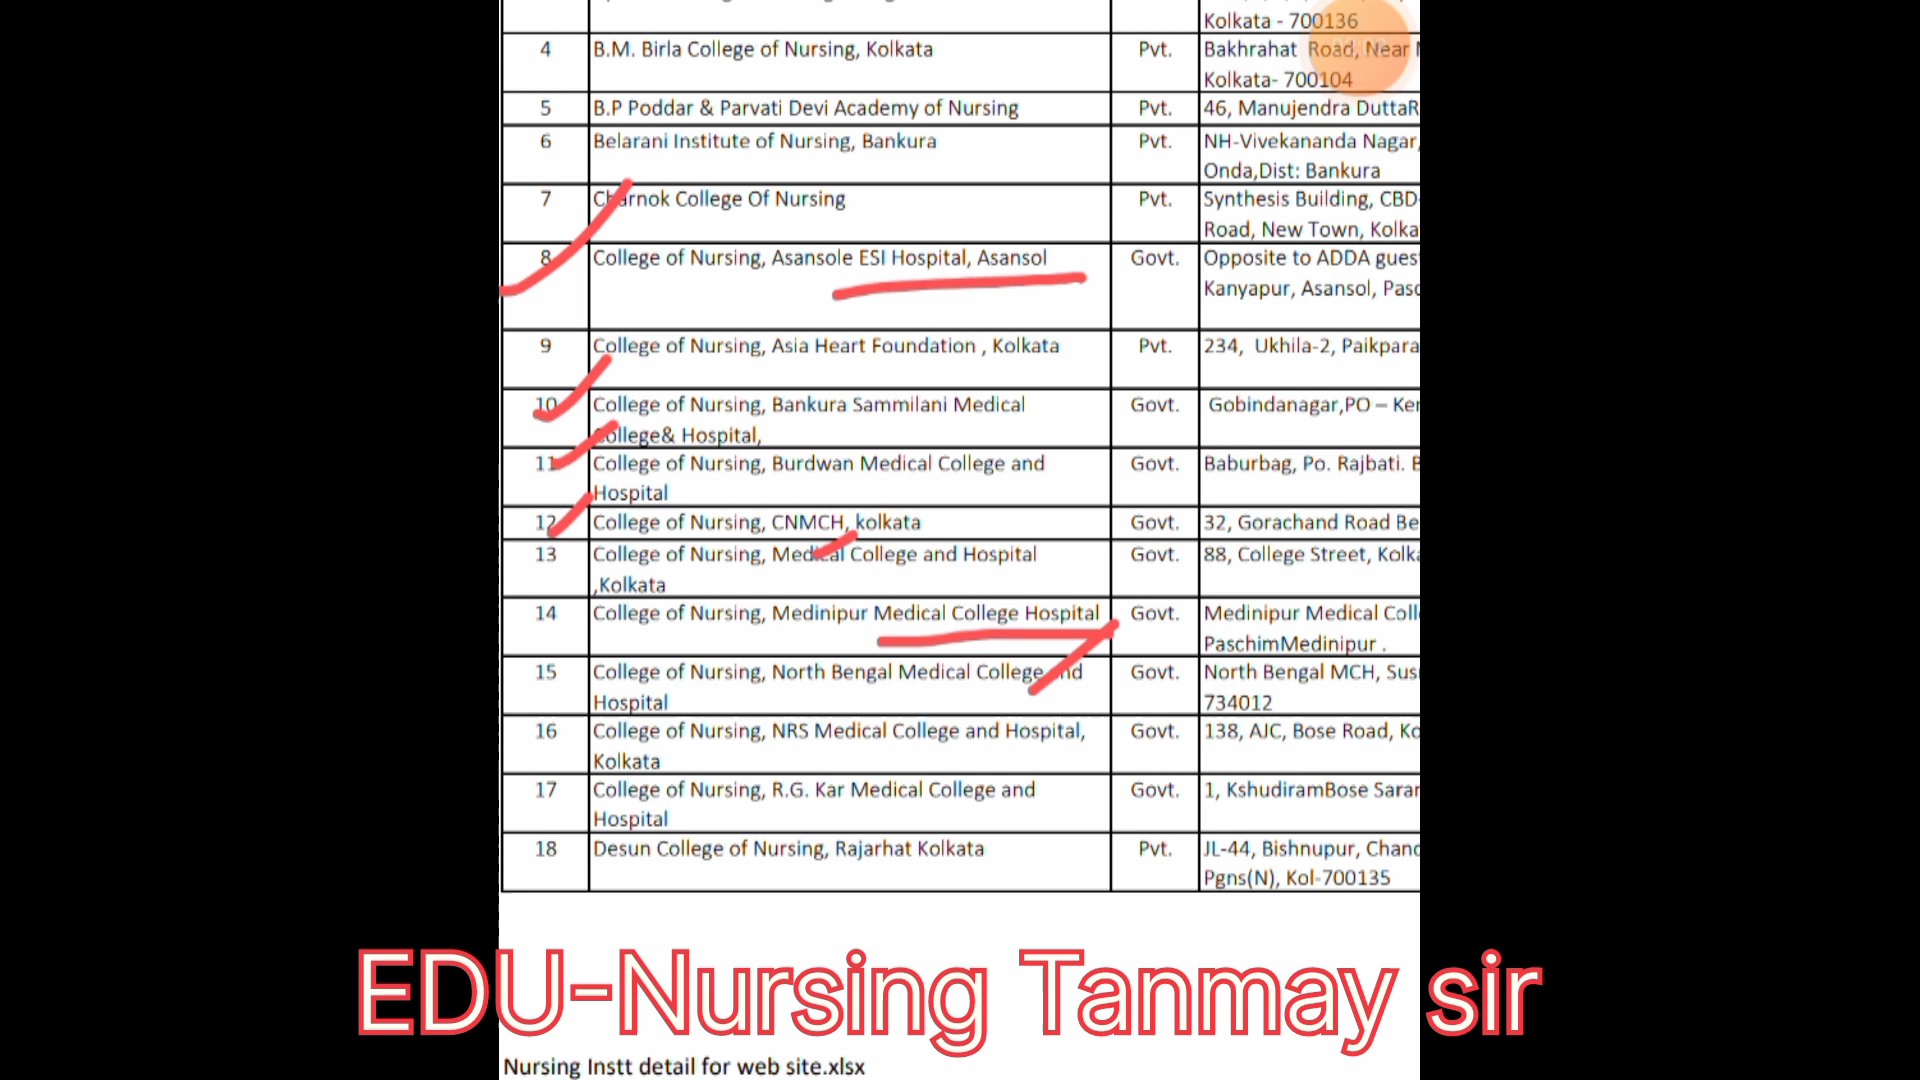 Kolkata - 700136
4 B.M. Birla College of Nursing, Kolkata Pvt. Bakhrahat Road, Near
Kolkata- 700104
5 B.P Poddar & Parvati Devi Academy of Nursing Pvt. 46, Manujendra DuttaR
6 Belarani Institute of Nursing, Bankura Pvt. NH-Vivekananda Nagar,
Onda,Dist: Bankura
7 Charnok College Of Nursing Pvt. Synthesis Building, CBD-
Road, New Town, Kolka
8 College of Nursing, Asansole ESI Hospital, Asansol Govt. Opposite to ADDA gues
Kanyapur, Asansol, Pasc
9 College of Nursing, Asia Heart Foundation , Kolkata Pvt. 234, Ukhila-2, Paikpara
10 College of Nursing, Bankura Sammilani Medical Govt. Gobindanagar,PO – Ker
College& Hospital,
11 College of Nursing, Burdwan Medical College and Govt. Baburbag, Po. Rajbati. B
Hospital
12 College of Nursing, CNMCH, kolkata Govt. 32, Gorachand Road Be
13 College of Nursing, Medical College and Hospital Govt. 88, College Street, Kolka
,Kolkata
14 College of Nursing, Medinipur Medical College Hospital Govt. Medinipur Medical Coll
PaschimMedinipur .
15 College of Nursing, North Bengal Medical College and Govt. North Bengal MCH, Sus
Hospital 734012
16 College of Nursing, NRS Medical College and Hospital, Govt. 138, AJC, Bose Road, Ko
Kolkata
17 College of Nursing, R.G. Kar Medical College and Govt. 1, KshudiramBose Saran
Hospital
18 Desun College of Nursing, Rajarhat Kolkata Pvt. JL-44, Bishnupur, Chand
Pgns(N), Kol-700135
EDU-Nursing Tanmay sir
Nursing Instt detail for web site.xlsx